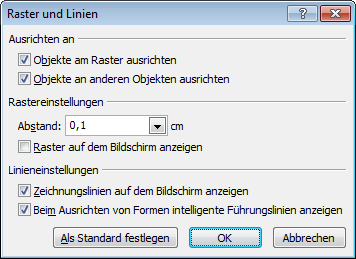 Raster und Linien
Ausrichten an
Objekte am Raster ausrichten
Objekte an anderen Objekten ausrichten
Rastereinstellungen
Abstand: 0,1 cm
Raster auf dem Bildschirm anzeigen
Linieneinstellungen
Zeichnungslinien auf dem Bildschirm anzeigen
Beim Ausrichten von Formen intelligente Führungslinien anzeigen
Als Standard festlegen OK Abbrechen